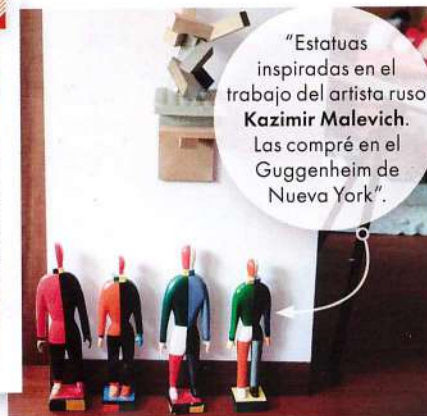 “Estatuas
inspiradas en el
trabajo del artista ruso
Kazimir Malevich.
Las compré en el
Guggenheim de
Nueva York”.